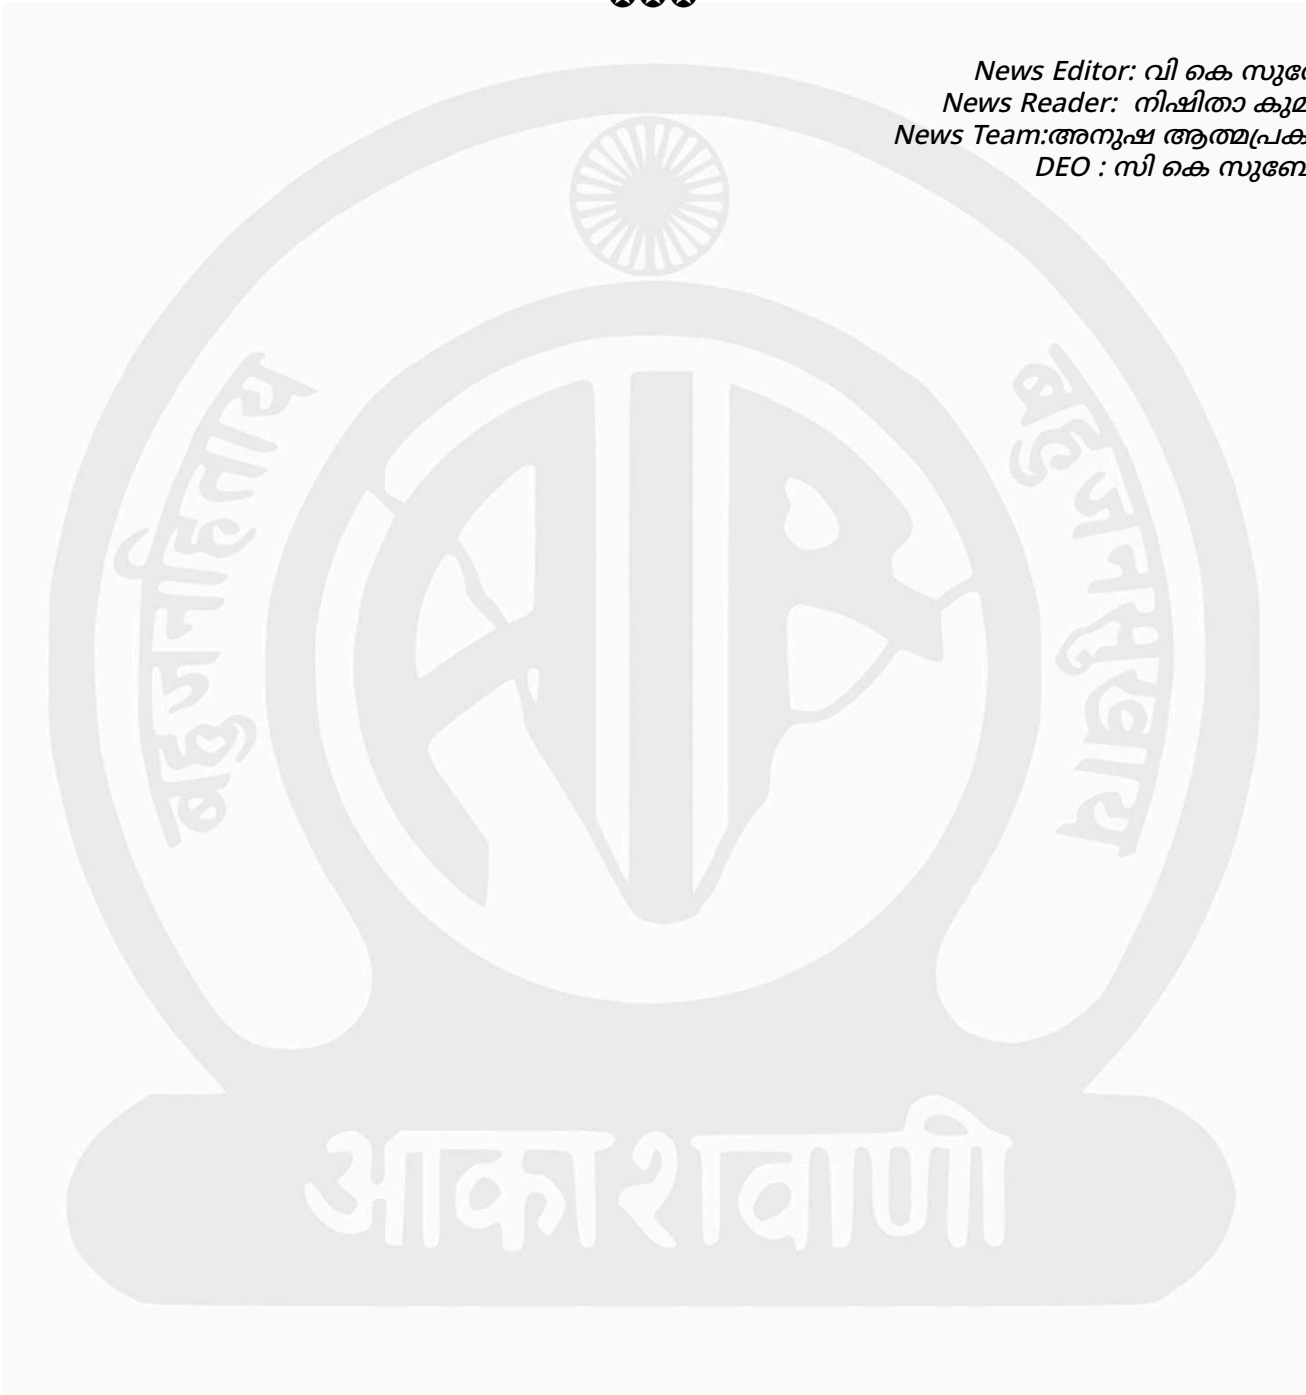 ✪✪✪
News Editor: വി കെ
News Reader: നിഷിതാ
News Team:അനുഷ
DEO : സി കെ
बहुजनहिताय
बहुजनसुखाय
आकाशवाणी